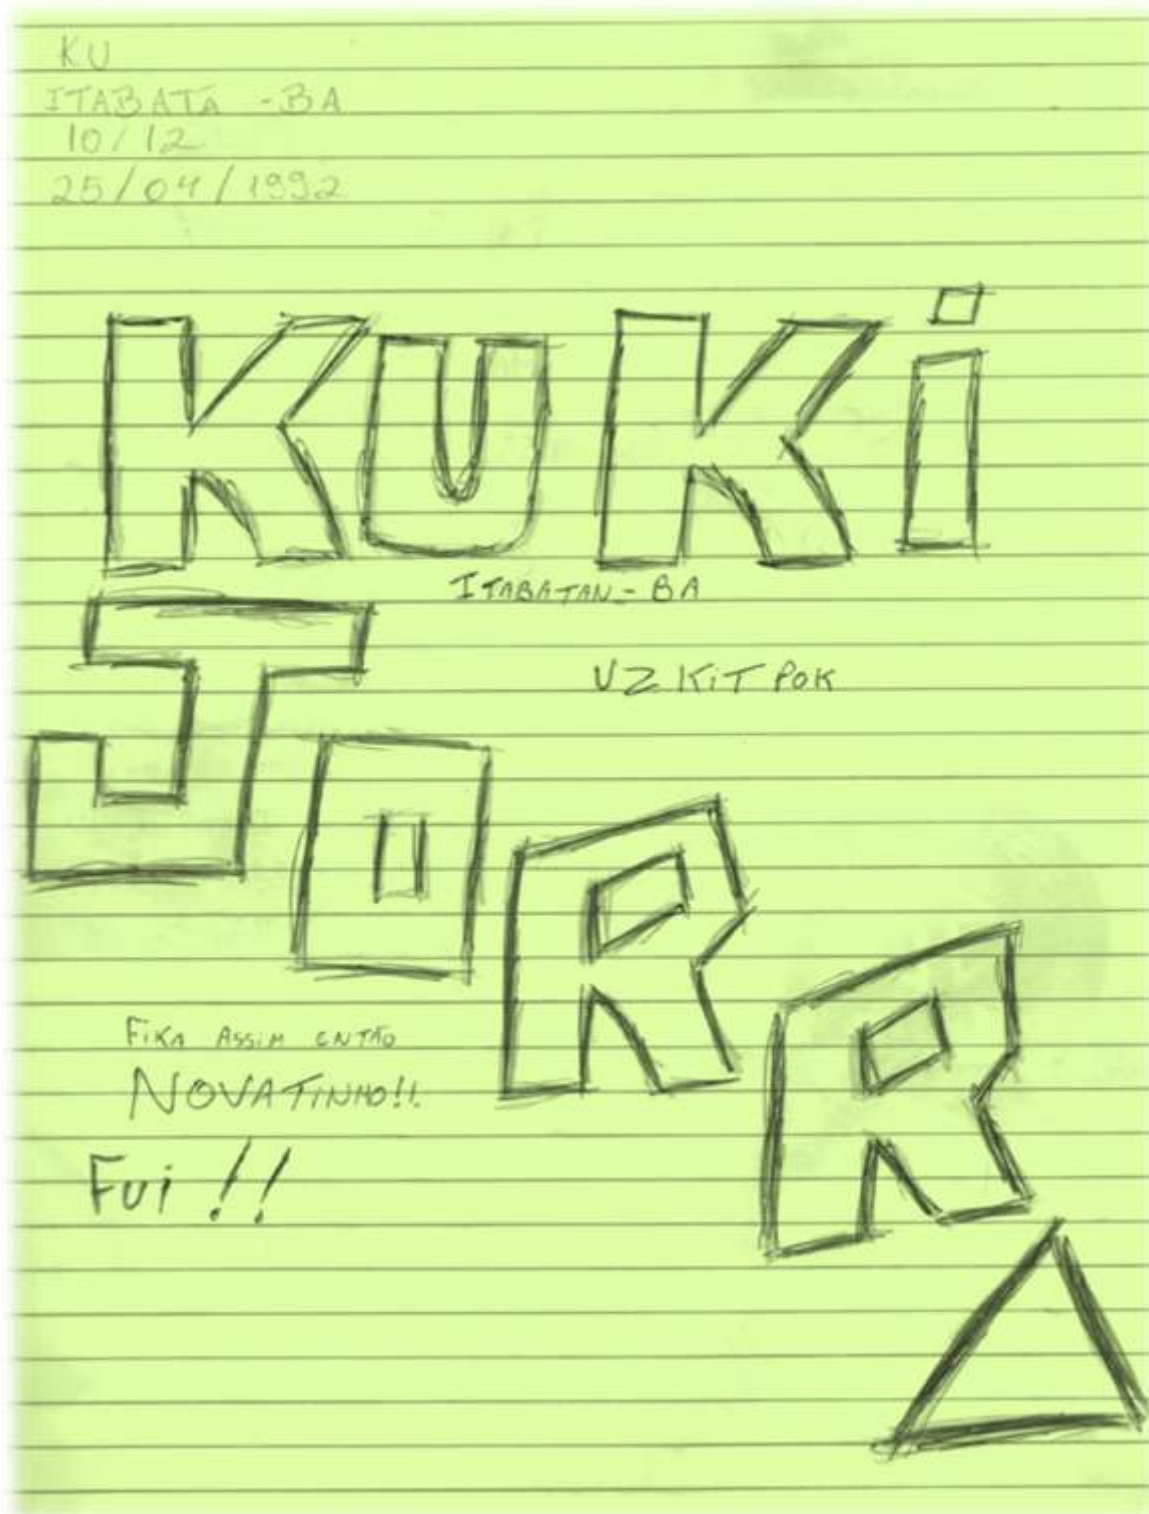 KU
ITABATÃ - BA
10/12
25/04/1992
KUKi
ITABATAN - BA
UZ KiT POK
JORRA
FiKA ASSiM ENTÃO
NOVATINHO!!
Fui !!